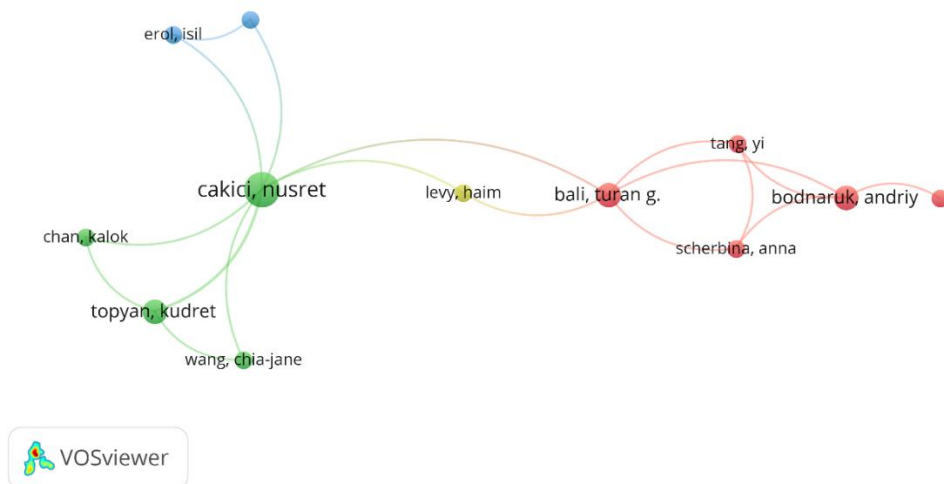 erol, isil
tang, yi
cakici, nusret
levy, haim
bali, turan g.
bodnaruk, andriy
chan, kalok
scherbina, anna
topyan, kudret
wang, chia-jane
VOSviewer